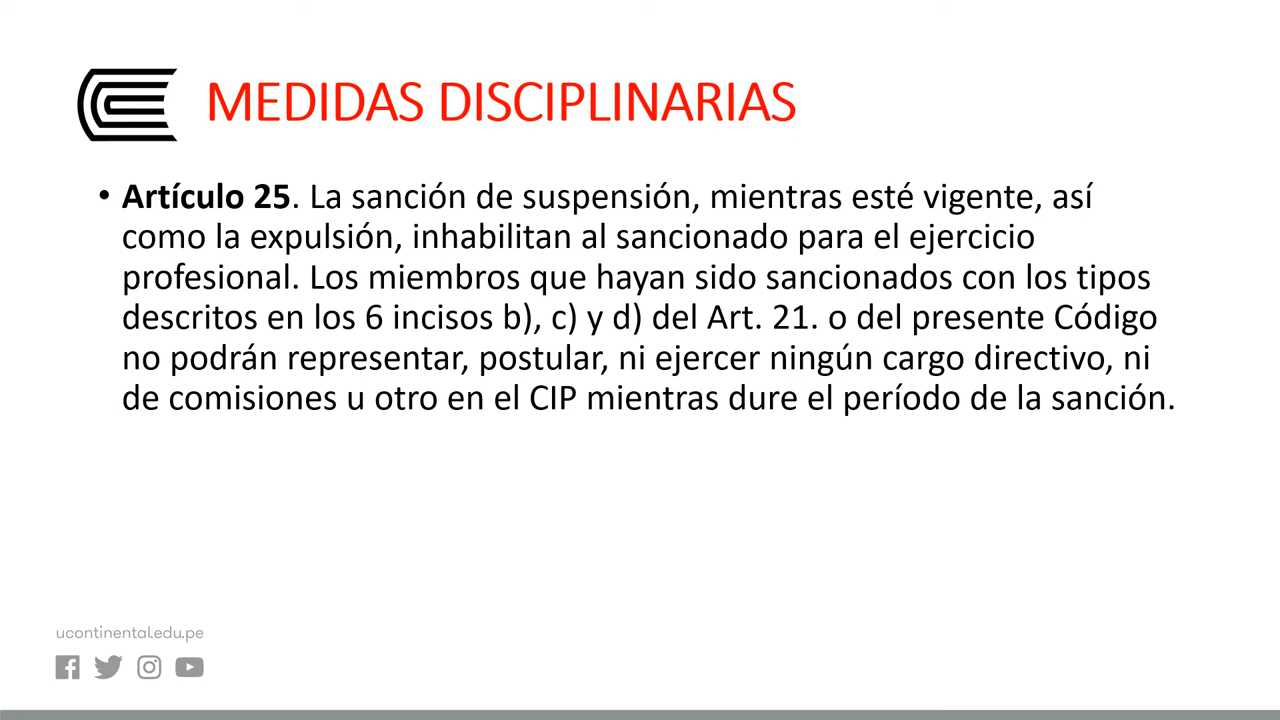 MEDIDAS DISCIPLINARIAS
• Artículo 25. La sanción de suspensión, mientras esté vigente, así
como la expulsión, inhabilitan al sancionado para el ejercicio
profesional. Los miembros que hayan sido sancionados con los tipos
descritos en los 6 incisos b), c) y d) del Art. 21. o del presente Código
no podrán representar, postular, ni ejercer ningún cargo directivo, ni
de comisiones u otro en el CIP mientras dure el período de la sanción.
ucontinental.edu.pe